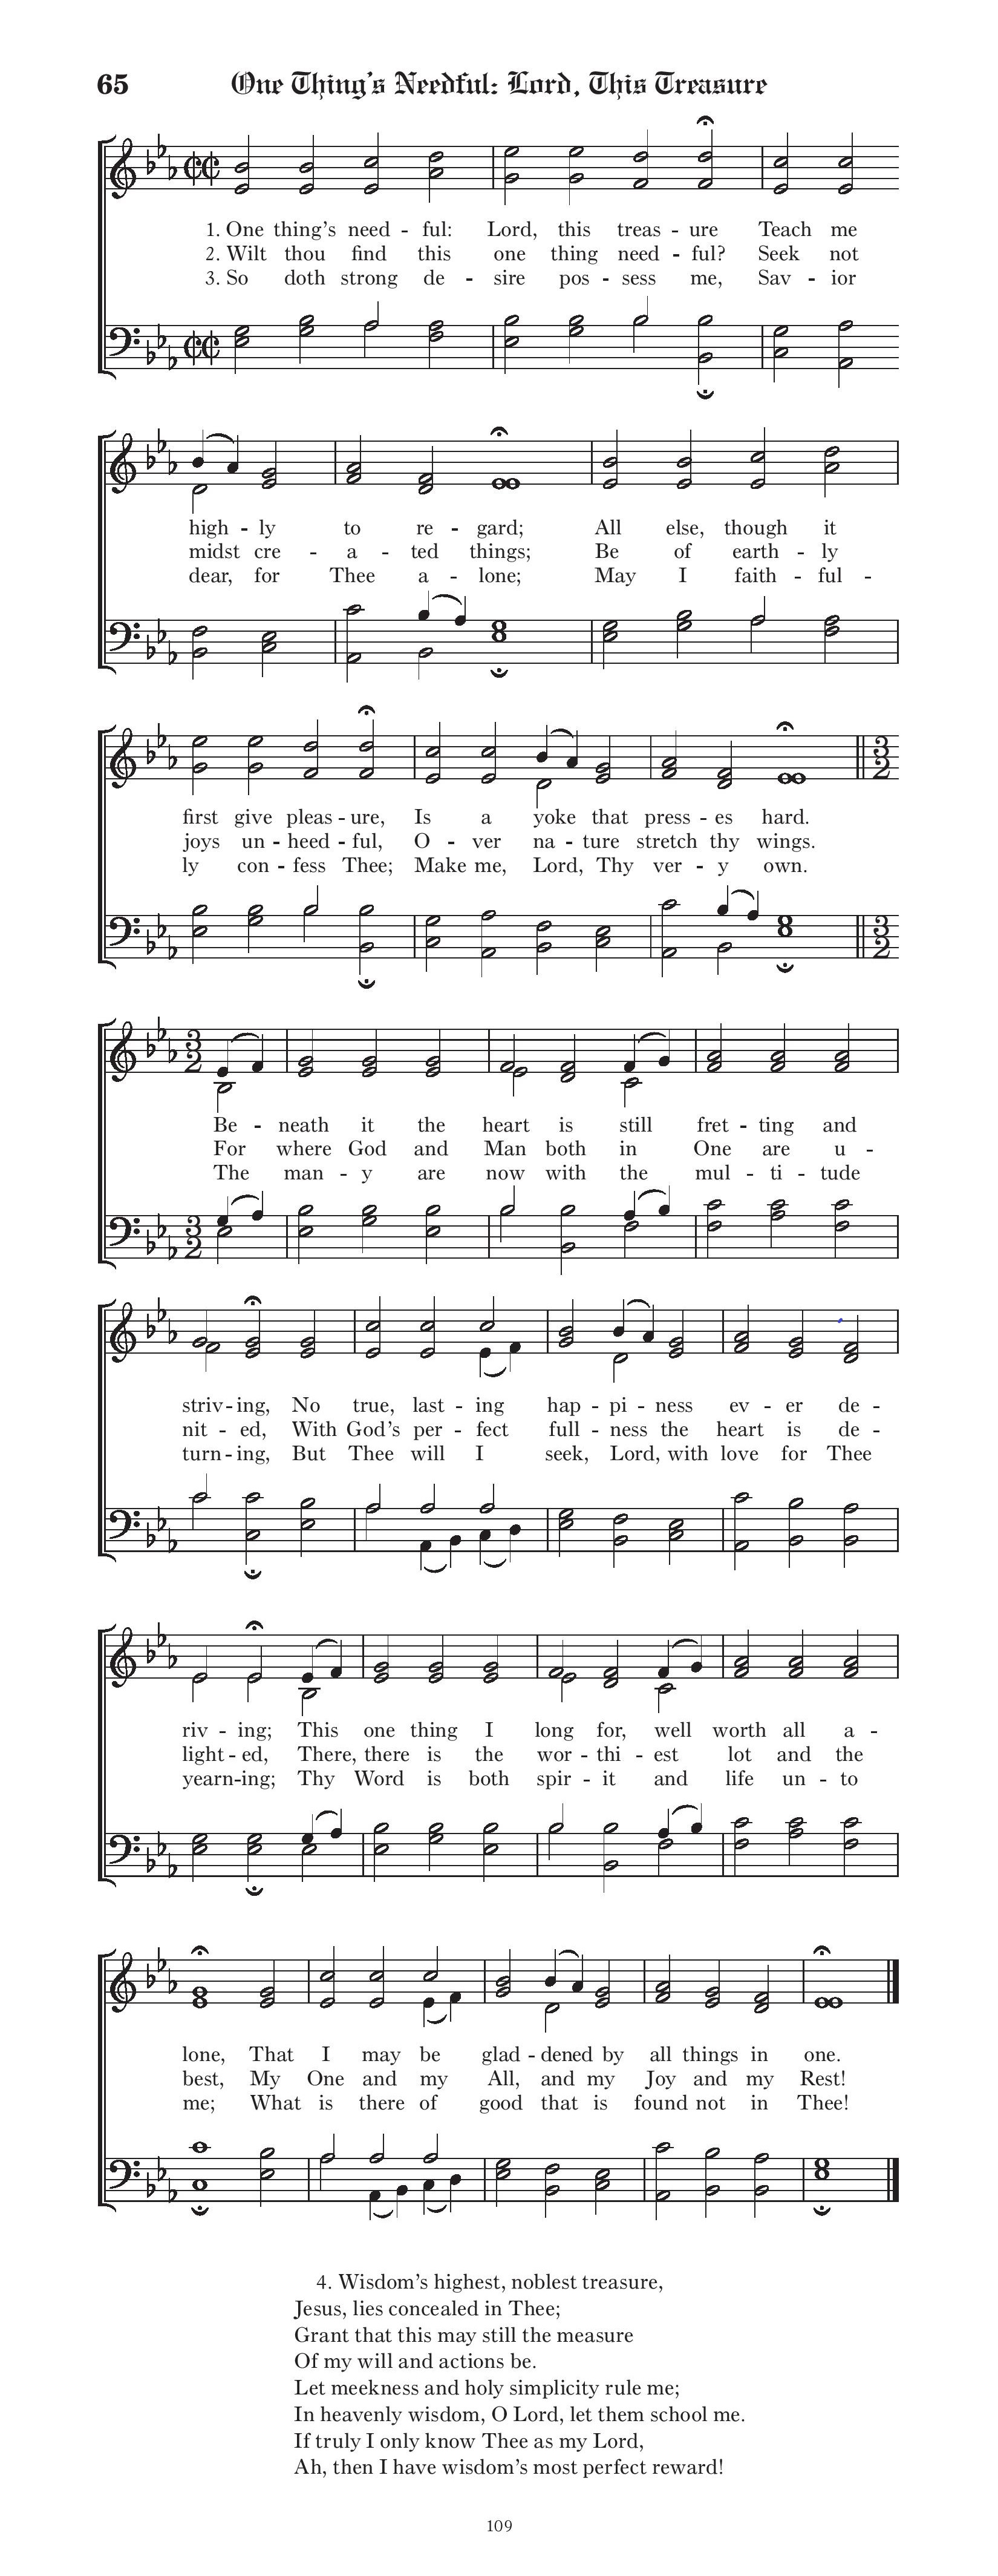 65 One Thing’s Needful: Lord, This Treasure
1. One thing’s need - ful: Lord, this treas - ure Teach me
2. Wilt thou find this one thing need - ful? Seek not
3. So doth strong de - sire pos - sess me, Sav - ior
high - ly to re - gard; All else, though it
midst cre - a - ted things; Be of earth - ly
dear, for Thee a - lone; May I faith - ful -
first give pleas - ure, Is a yoke that press - es hard.
joys un - heed - ful, O - ver na - ture stretch thy wings.
ly con - fess Thee; Make me, Lord, Thy ver - y own.
3 2
3 2
3 2
Be - neath it the heart is still fret - ting and
For where God and Man both in One are u -
The man - y are now with the mul - ti - tude
3 2
striv - ing, No true, last - ing hap - pi - ness ev - er de -
nit - ed, With God’s per - fect full - ness the heart is de -
turn - ing, But Thee will I seek, Lord, with love for Thee
riv - ing; This one thing I long for, well worth all a -
light - ed, There, there is the wor - thi - est lot and the
yearn-ing; Thy Word is both spir - it and life un - to
lone, That I may be glad - dened by all things in one.
best, My One and my All, and my Joy and my Rest!
me; What is there of good that is found not in Thee!
4. Wisdom’s highest, noblest treasure,
Jesus, lies concealed in Thee;
Grant that this may still the measure
Of my will and actions be.
Let meekness and holy simplicity rule me;
In heavenly wisdom, O Lord, let them school me.
If truly I only know Thee as my Lord,
Ah, then I have wisdom’s most perfect reward!
109